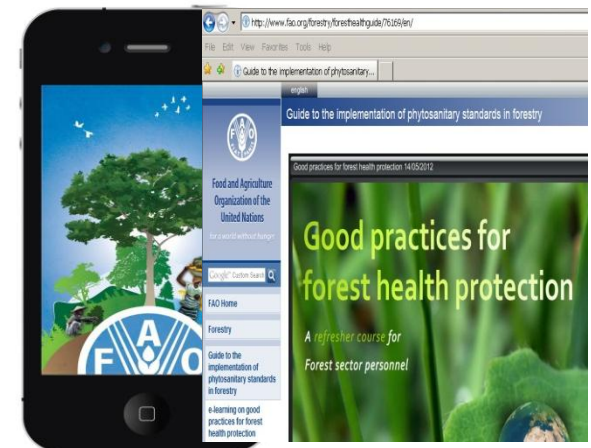 http://www.fao.org/forestry/foresthealthguide/76169/en/
File Edit View Favorites Tools Help
Guide to the implementation of phytosanitary...
english
Guide to the implementation of phytosanitary standards in forestry
F A O
Food and Agriculture
Organization of the
United Nations
for a world without hunger
Google™ Custom Search
FAO Home
Forestry
Guide to the
implementation of
phytosanitary standards
in forestry
e-learning on good
practices for forest
health protection
Good practices for forest health protection 14/05/2012
Good practices for
forest health protection
A refresher course for
Forest sector personnel
F A O